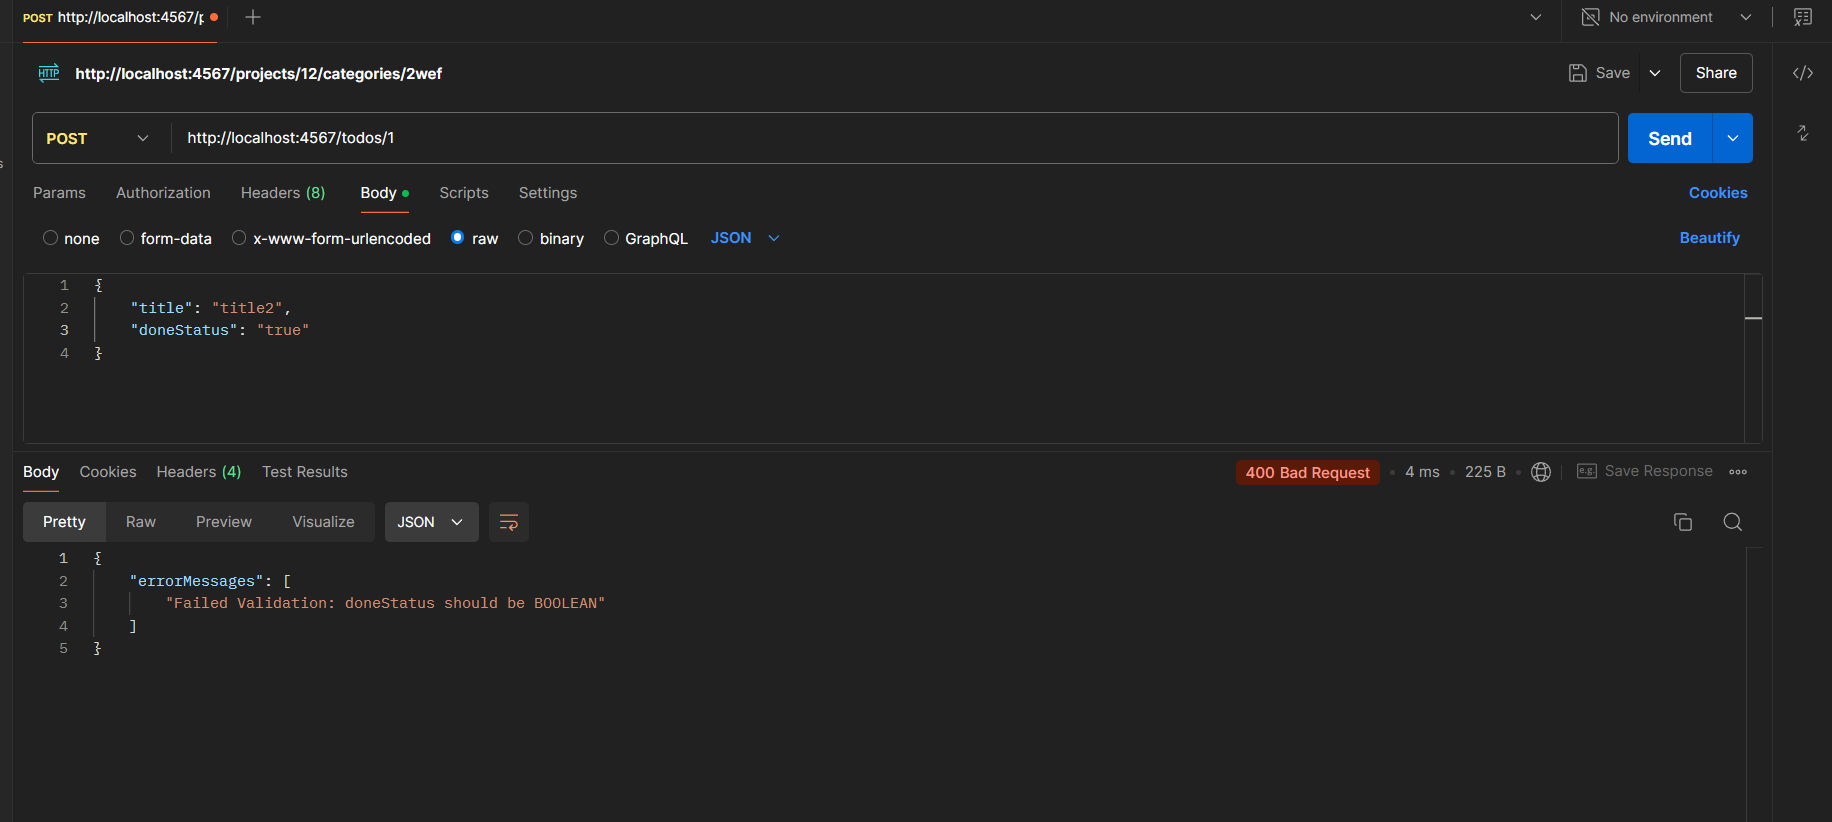 POST http://localhost:4567/p
No environment
HTTP http://localhost:4567/projects/12/categories/2wef
Save
Share
POST http://localhost:4567/todos/1
Send
Params Authorization Headers (8) Body Scripts Settings
Cookies
none form-data x-www-form-urlencoded raw binary GraphQL JSON
Beautify
1 {
2 "title": "title2",
3 "doneStatus": "true"
4 }
Body Cookies Headers (4) Test Results
400 Bad Request • 4 ms • 225 B • e.g. Save Response
Pretty Raw Preview Visualize JSON
1 {
2 "errorMessages": [
3 "Failed Validation: doneStatus should be BOOLEAN"
4 ]
5 }